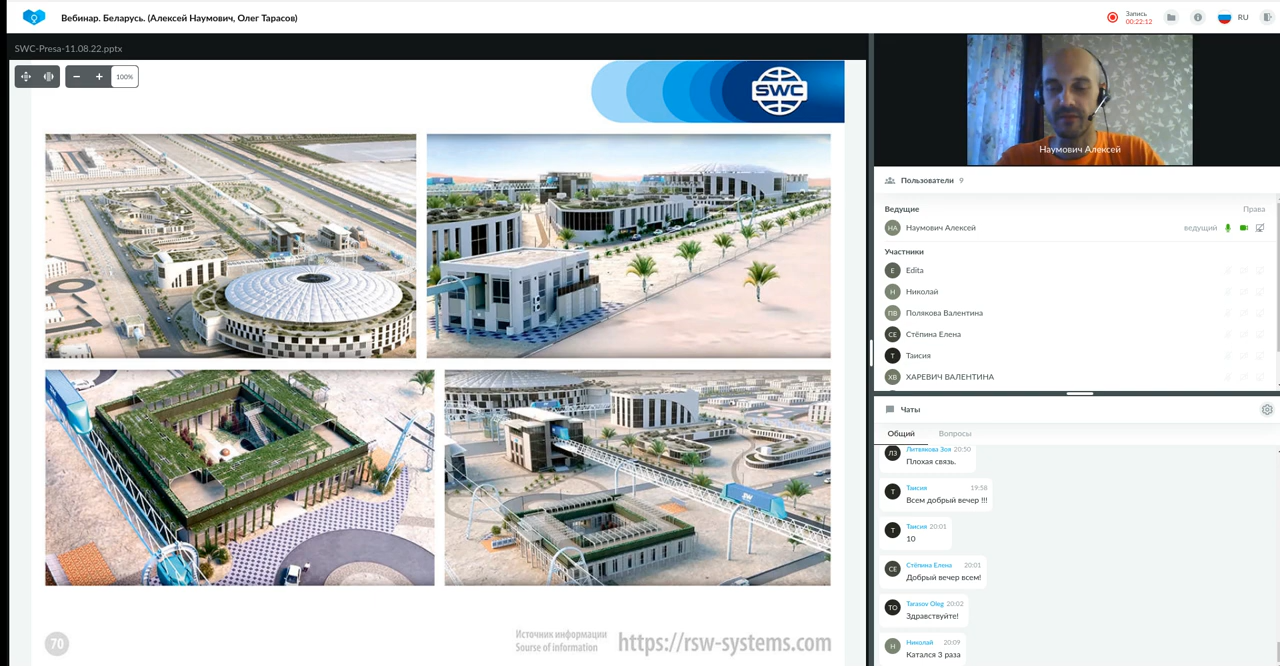 Вебинар. Беларусь. (Алексей Наумович, Олег Тарасов)
Запись
00:22:12
RU
SWC-Presa-11.08.22.pptx
100%
SWC
70
Источник информации
Sourse of information
https://rsw-systems.com
Наумович Алексей
Пользователи 9
Ведущие
Права
НА Наумович Алексей ведущий
Участники
E Edita
Н Николай
ПВ Полякова Валентина
СЕ Стёпина Елена
Т Таисия
ХВ ХАРЕВИЧ ВАЛЕНТИНА
Чаты
Общий Вопросы
ЛЗ Литвякова Зоя 20:50
Плохая связь.
Т Таисия 19:58
Всем добрый вечер !!!
Т Таисия 20:01
10
СЕ Стёпина Елена 20:01
Добрый вечер всем!
TO Tarasov Oleg 20:02
Здравствуйте!
Н Николай 20:09
Катался 3 раза